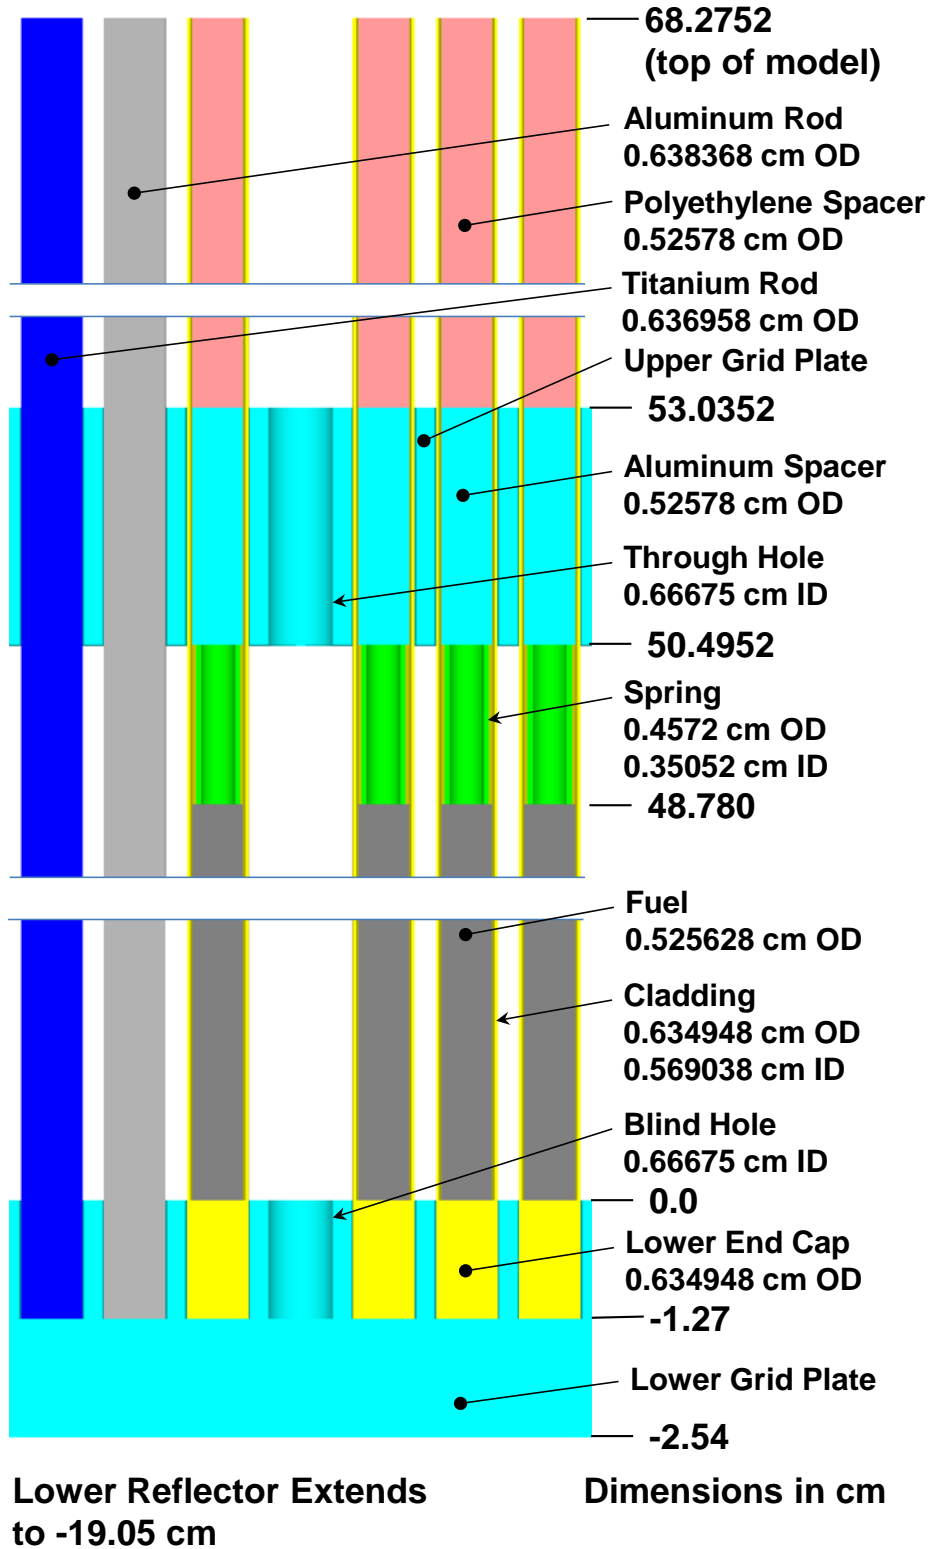 68.2752
(top of model)
Aluminum Rod
0.638368 cm OD
Polyethylene Spacer
0.52578 cm OD
Titanium Rod
0.636958 cm OD
Upper Grid Plate
53.0352
Aluminum Spacer
0.52578 cm OD
Through Hole
0.66675 cm ID
50.4952
Spring
0.4572 cm OD
0.35052 cm ID
48.780
Fuel
0.525628 cm OD
Cladding
0.634948 cm OD
0.569038 cm ID
Blind Hole
0.66675 cm ID
0.0
Lower End Cap
0.634948 cm OD
-1.27
Lower Grid Plate
-2.54
Lower Reflector Extends
to -19.05 cm
Dimensions in cm